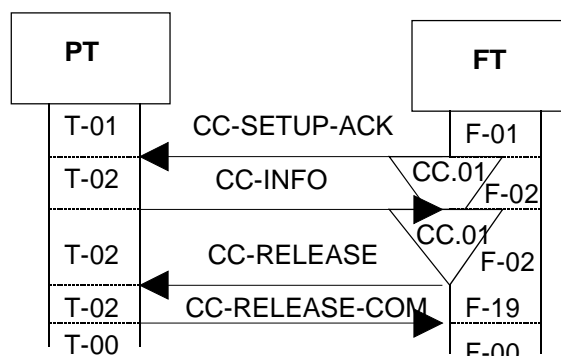 PT
FT
T-01 CC-SETUP-ACK F-01
CC.01
T-02 CC-INFO F-02
CC.01
T-02 CC-RELEASE F-02
T-02 CC-RELEASE-COM F-19
T-00 F-00